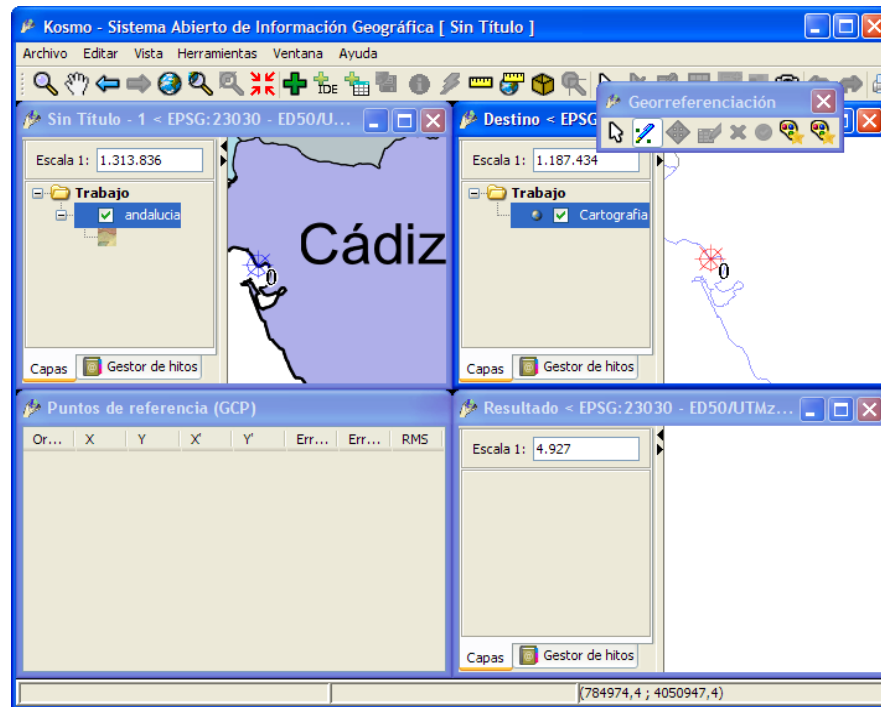 Kosmo - Sistema Abierto de Información Geográfica [ Sin Título ]
Archivo Editar Vista Herramientas Ventana Ayuda
IDE
Georreferenciación
Sin Título - 1 < EPSG:23030 - ED50/U...
Escala 1: 1.313.836
Trabajo
andalucia
Cádiz
0
Capas Gestor de hitos
Destino < EPSG
Escala 1: 1.187.434
Trabajo
Cartografia
0
Capas Gestor de hitos
Puntos de referencia (GCP)
Or... X Y X' Y' Err... Err... RMS
Resultado < EPSG:23030 - ED50/UTMz...
Escala 1: 4.927
Capas Gestor de hitos
(784974,4 ; 4050947,4)